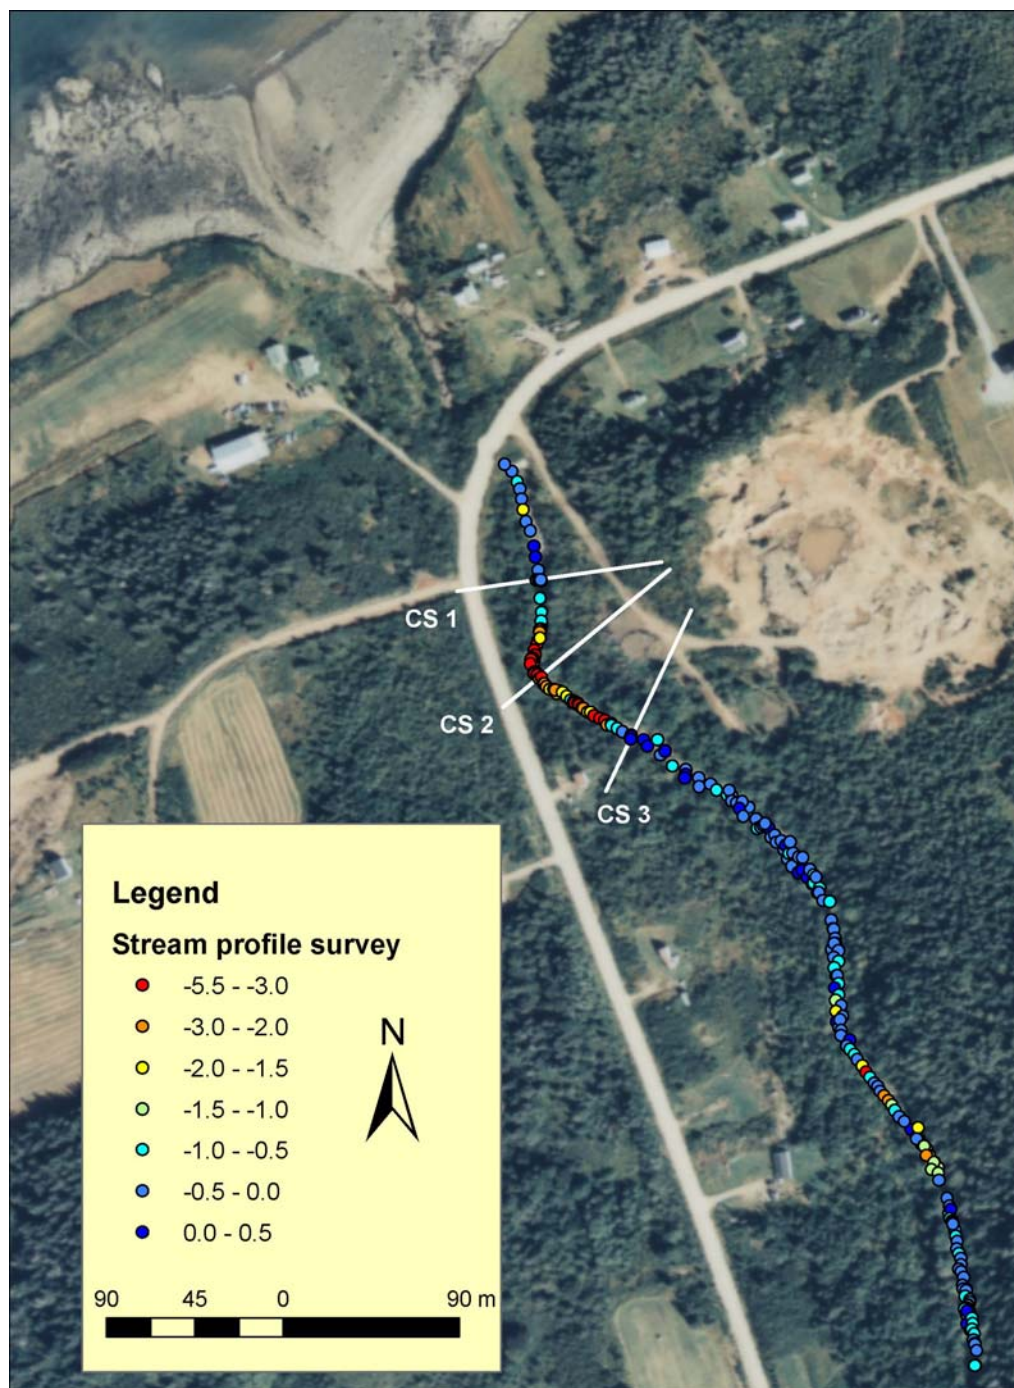 CS 1
CS 2
CS 3
Legend
Stream profile survey
-5.5 - -3.0
-3.0 - -2.0
-2.0 - -1.5
-1.5 - -1.0
-1.0 - -0.5
-0.5 - 0.0
0.0 - 0.5
N
90 45 0 90 m